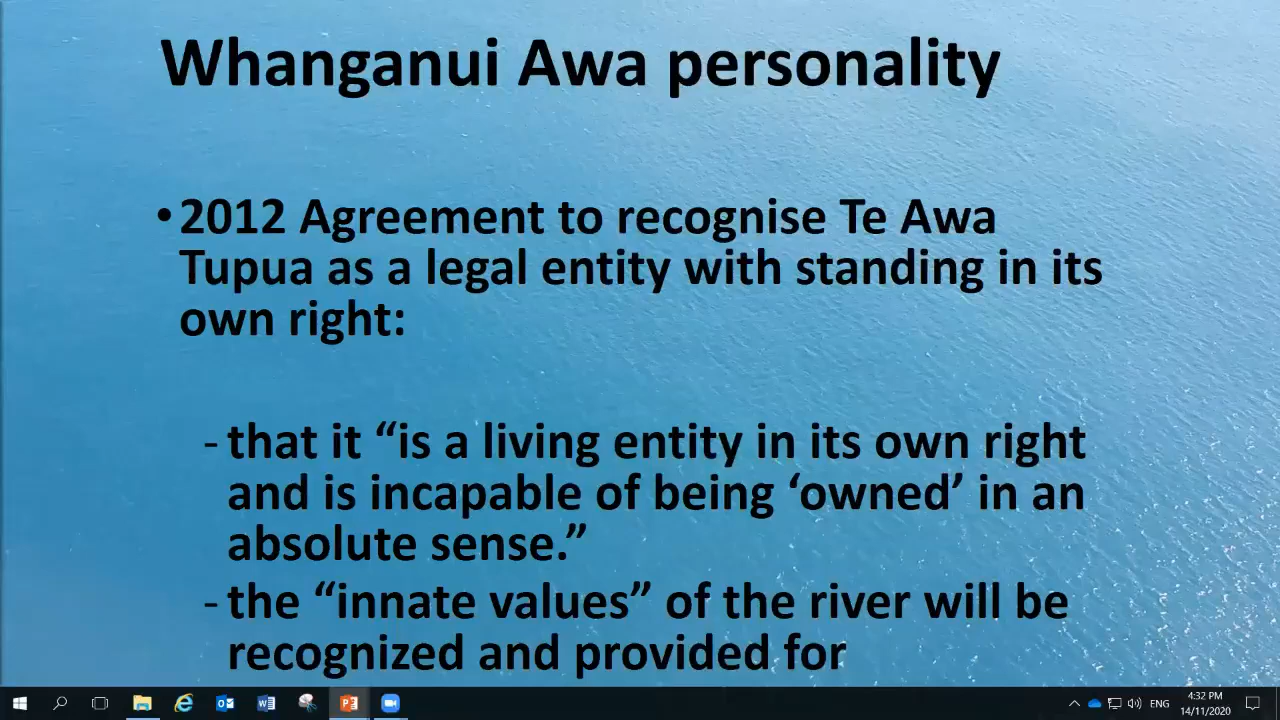 Whanganui Awa personality
•2012 Agreement to recognise Te Awa
Tupua as a legal entity with standing in its
own right:
- that it “is a living entity in its own right
and is incapable of being ‘owned’ in an
absolute sense.”
- the “innate values” of the river will be
recognized and provided for
ENG
4:32 PM
14/11/2020